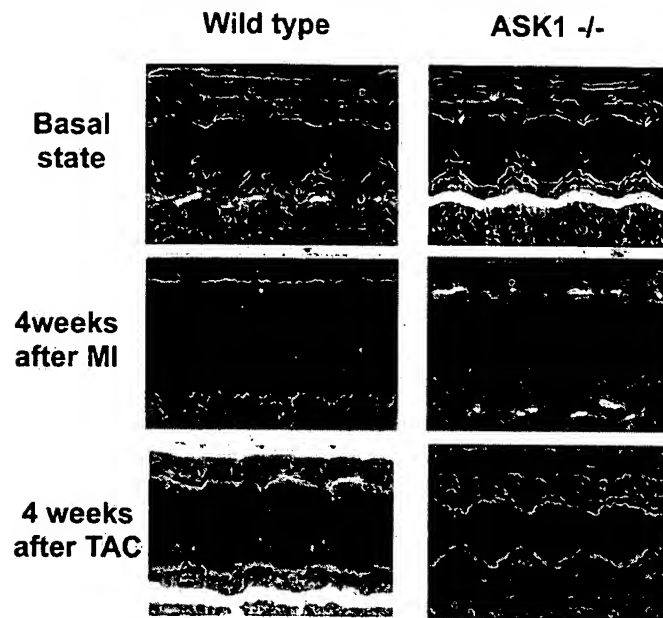 Wild type ASK1 -/-
Basal
state
4weeks
after MI
4 weeks
after TAC